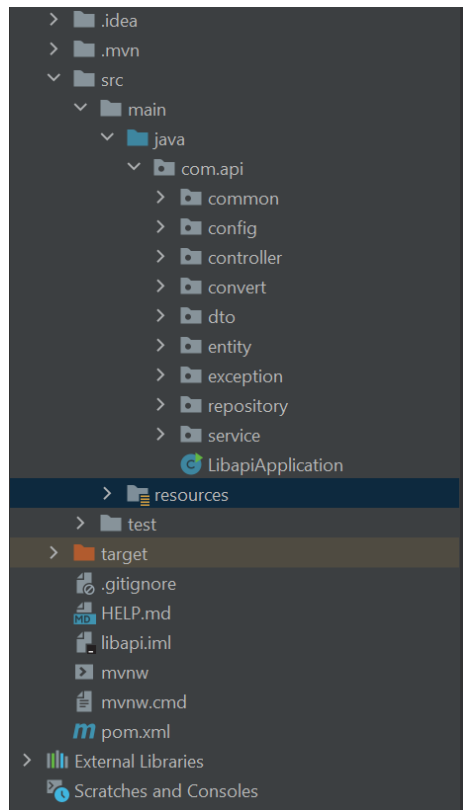 .idea
.mvn
src
main
java
com.api
common
config
controller
convert
dto
entity
exception
repository
service
C LibapiApplication
resources
test
target
.gitignore
MD HELP.md
libapi.iml
mvnw
mvnw.cmd
m pom.xml
External Libraries
Scratches and Consoles